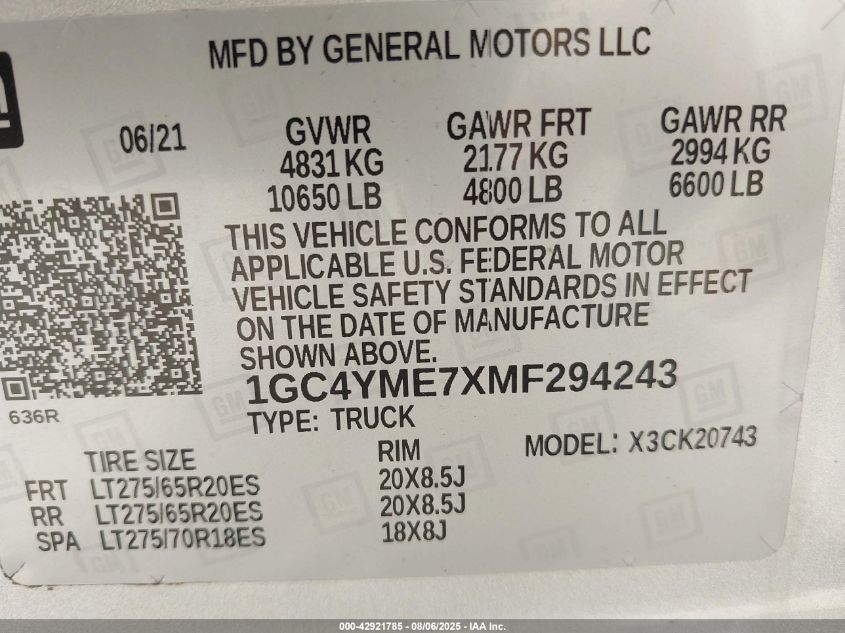 MFD BY GENERAL MOTORS LLC
06/21
GVWR GAWR FRT GAWR RR
4831 KG 2177 KG 2994 KG
10650 LB 4800 LB 6600 LB
THIS VEHICLE CONFORMS TO ALL
APPLICABLE U.S. FEDERAL MOTOR
VEHICLE SAFETY STANDARDS IN EFFECT
ON THE DATE OF MANUFACTURE
SHOWN ABOVE.
1GC4YME7XMF294243
636R
TYPE: TRUCK
MODEL: X3CK20743
TIRE SIZE RIM
FRT LT275/65R20ES 20X8.5J
RR LT275/65R20ES 20X8.5J
SPA LT275/70R18ES 18X8J
000-42921785 - 08/06/2025 - IAA Inc.